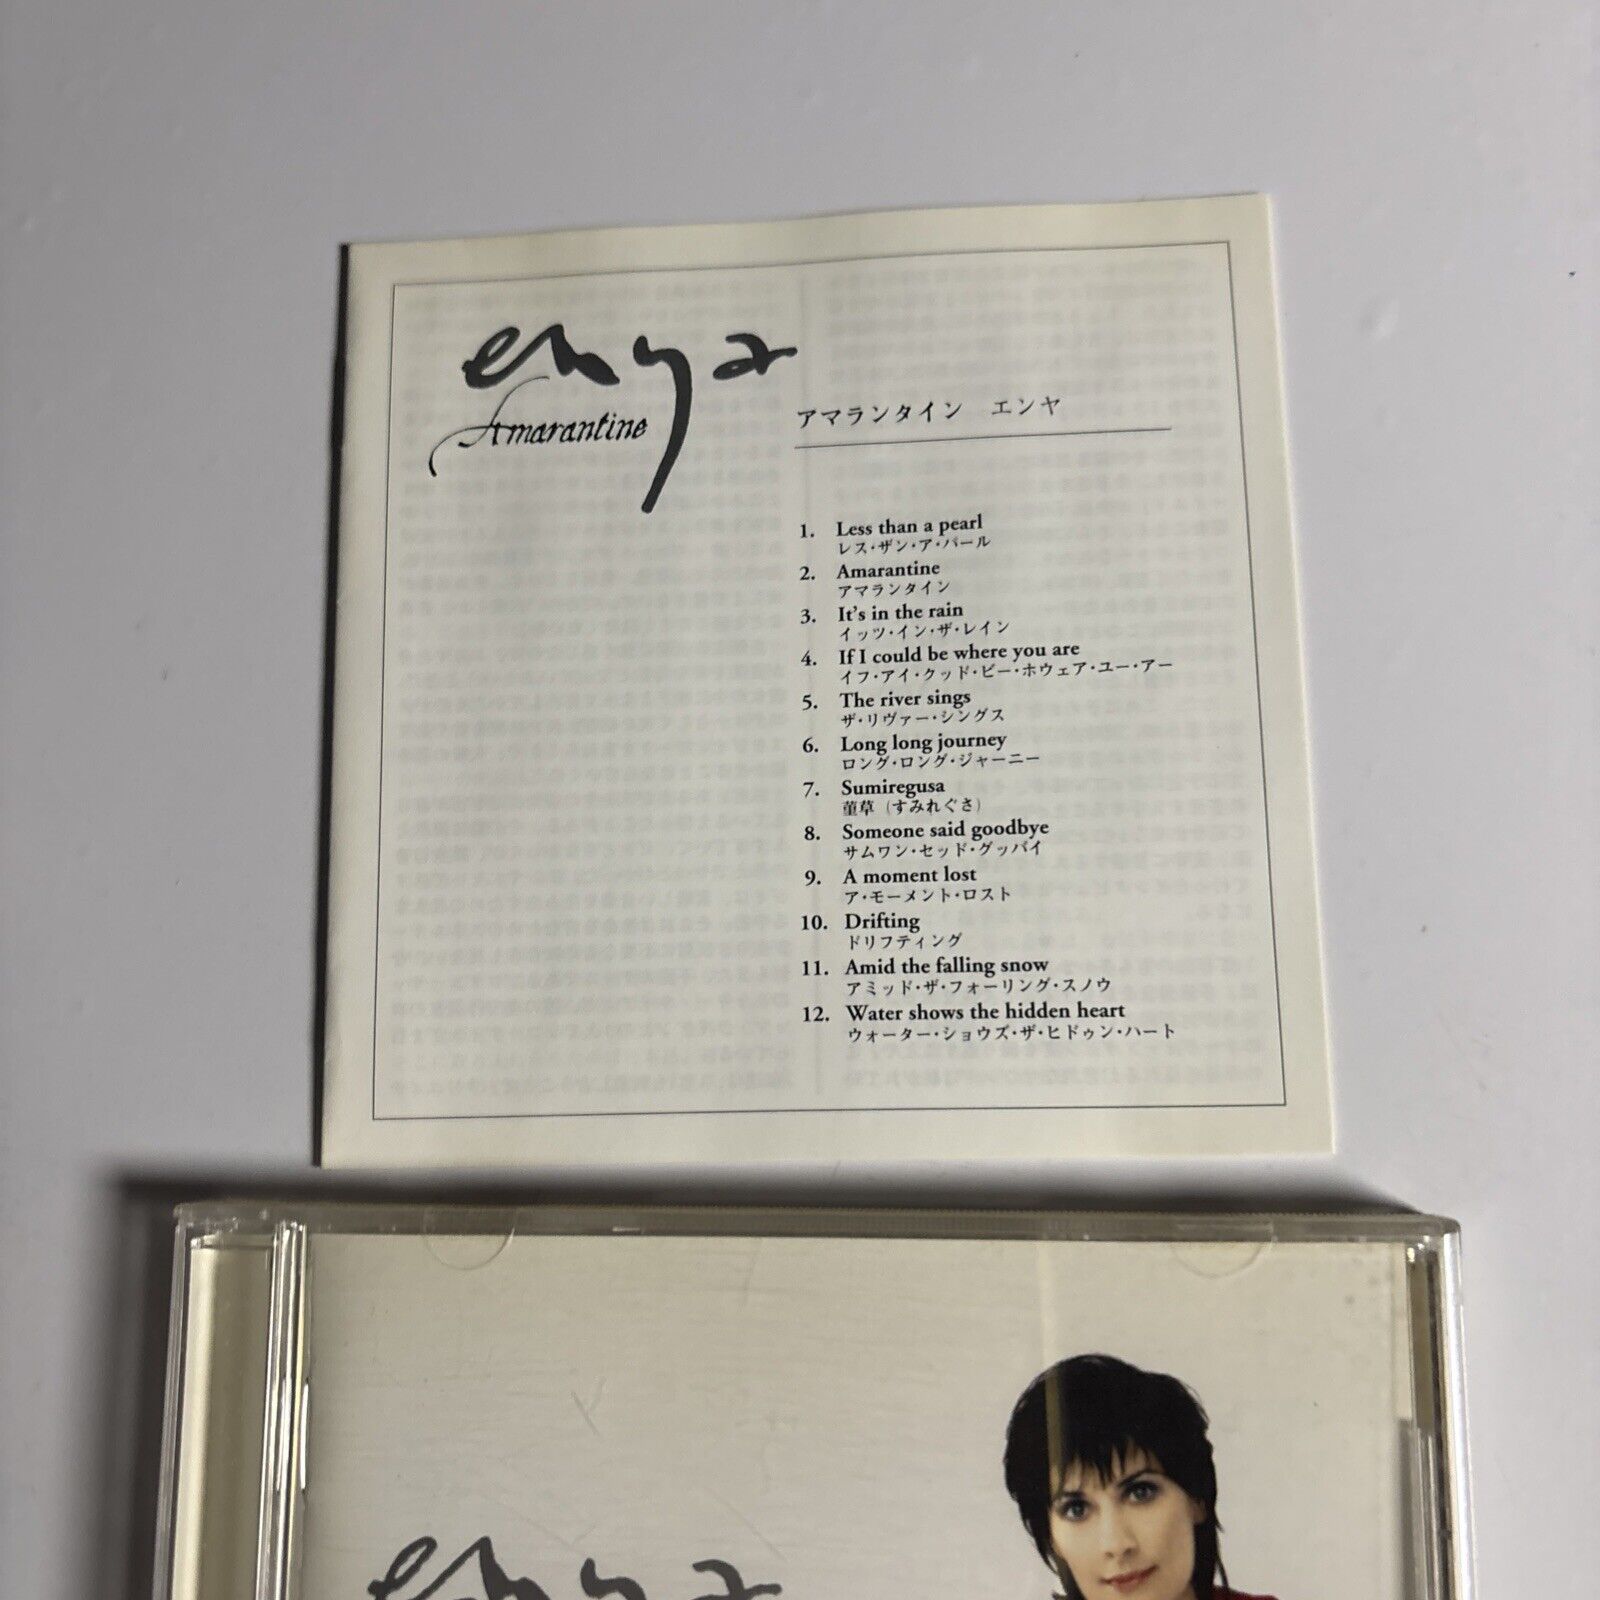 enya
Amarantine
アマランタイン エンヤ
1. Less than a pearl
レス・ザン・ア・パール
2. Amarantine
アマランタイン
3. It's in the rain
イッツ・イン・ザ・レイン
4. If I could be where you are
イフ・アイ・クッド・ビー・ホウェア・ユー・アー
5. The river sings
ザ・リヴァー・シングス
6. Long long journey
ロング・ロング・ジャーニー
7. Sumiregusa
菫草（すみれぐさ）
8. Someone said goodbye
サムワン・セッド・グッバイ
9. A moment lost
ア・モーメント・ロスト
10. Drifting
ドリフティング
11. Amid the falling snow
アミッド・ザ・フォーリング・スノウ
12. Water shows the hidden heart
ウォーター・ショウズ・ザ・ヒドゥン・ハート
enya